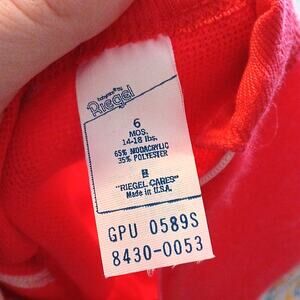 Riegel
6
MOS.
14-18 lbs.
65% MODACRYLIC
35% POLYESTER
R
"RIEGEL CARES"
Made in U.S.A.
GPU 0589S
8430-0053